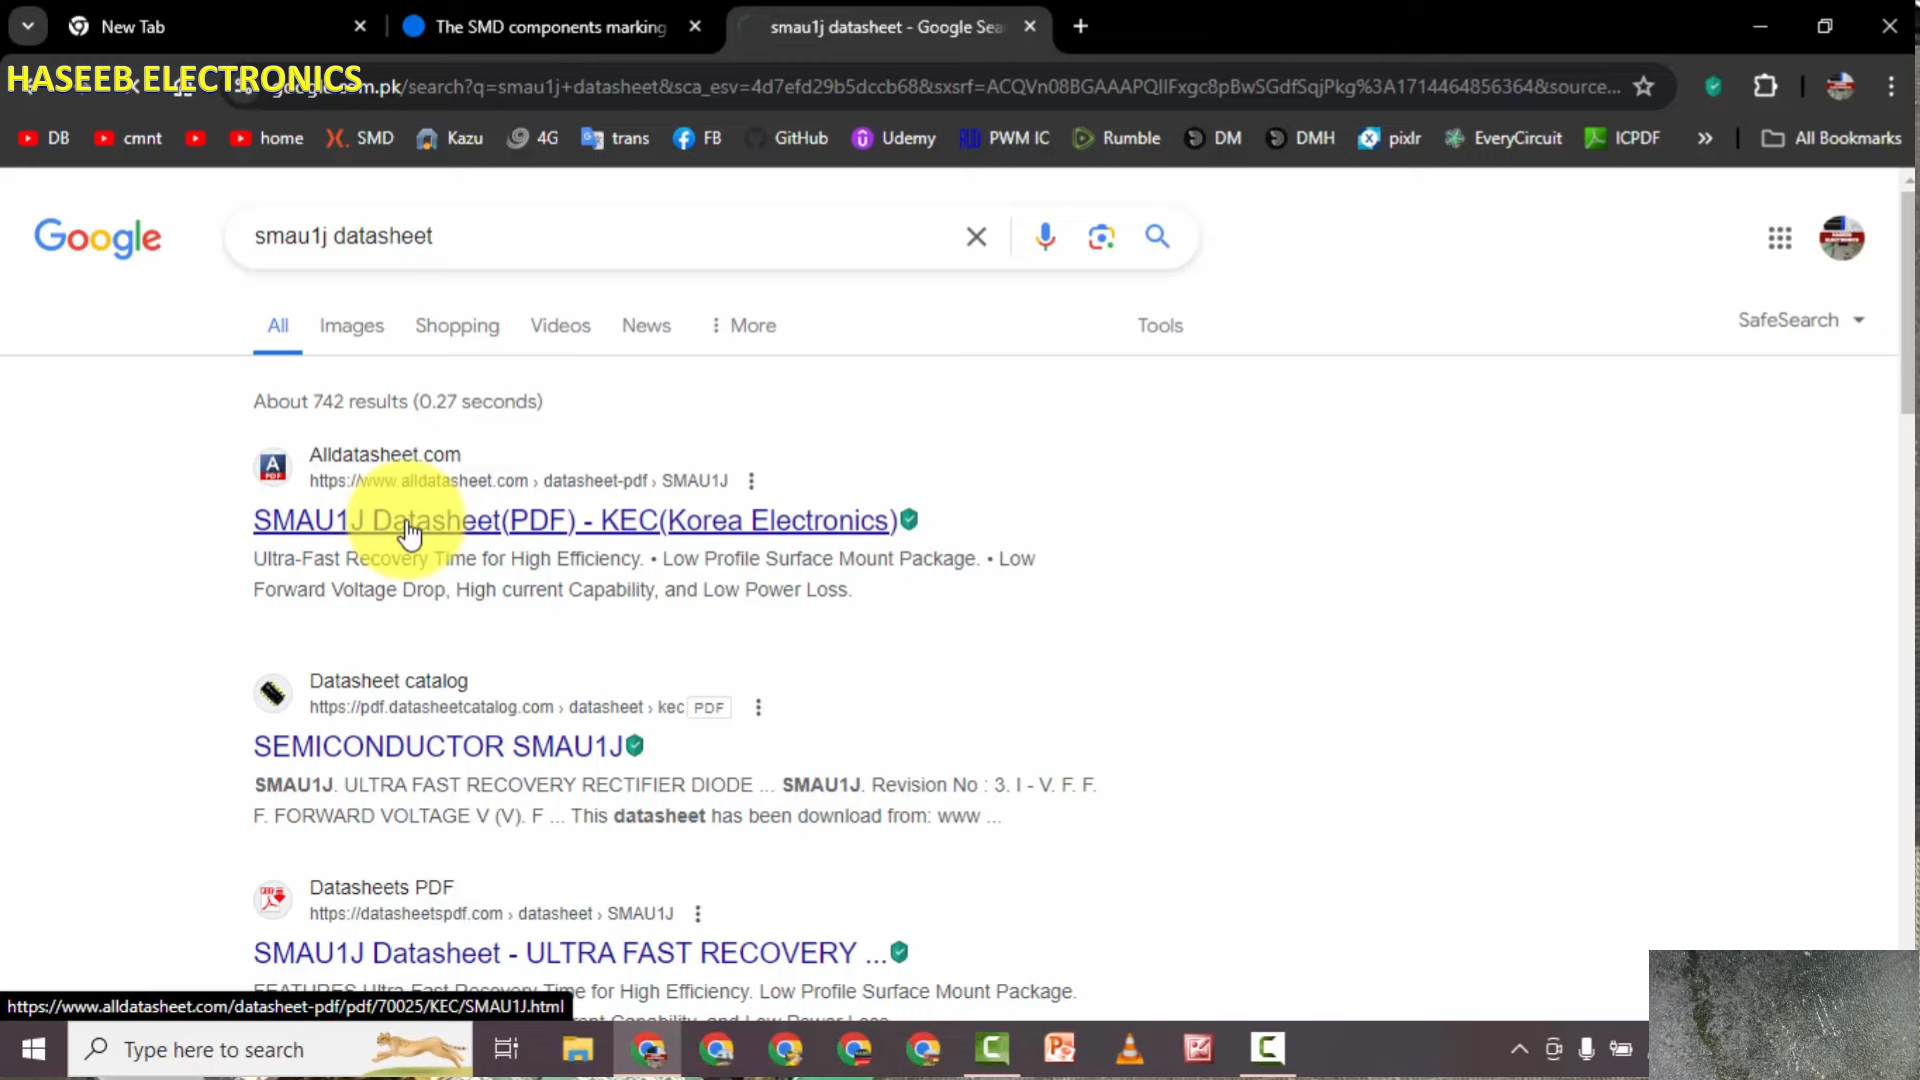 New Tab
The SMD components marking
smau1j datasheet - Google Sea
HASEEB ELECTRONICS
.com.pk/search?q=smau1j+datasheet&sca_esv=4d7efd29b5dccb68&sxsrf=ACQVn08BGAAAPQIIFxgc8pBwSGdfSqjPkg%3A1714464856364&source...
DB
cmnt
home
SMD
Kazu
4G
trans
FB
GitHub
Udemy
PWM IC
Rumble
DM
DMH
pixlr
EveryCircuit
ICPDF
All Bookmarks
Google
smau1j datasheet
All
Images
Shopping
Videos
News
More
Tools
SafeSearch
About 742 results (0.27 seconds)
Alldatasheet.com
https://www.alldatasheet.com › datasheet-pdf › SMAU1J
SMAU1J Datasheet(PDF) - KEC(Korea Electronics)
Ultra-Fast Recovery Time for High Efficiency. • Low Profile Surface Mount Package. • Low
Forward Voltage Drop, High current Capability, and Low Power Loss.
Datasheet catalog
https://pdf.datasheetcatalog.com › datasheet › kec PDF
SEMICONDUCTOR SMAU1J
SMAU1J. ULTRA FAST RECOVERY RECTIFIER DIODE ... SMAU1J. Revision No : 3. I - V. F. F.
F. FORWARD VOLTAGE V (V). F ... This datasheet has been download from: www ...
Datasheets PDF
https://datasheetspdf.com › datasheet › SMAU1J
SMAU1J Datasheet - ULTRA FAST RECOVERY ...
FEATURES Ultra-Fast Recovery Time for High Efficiency. Low Profile Surface Mount Package.
https://www.alldatasheet.com/datasheet-pdf/pdf/70025/KEC/SMAU1J.html
Type here to search